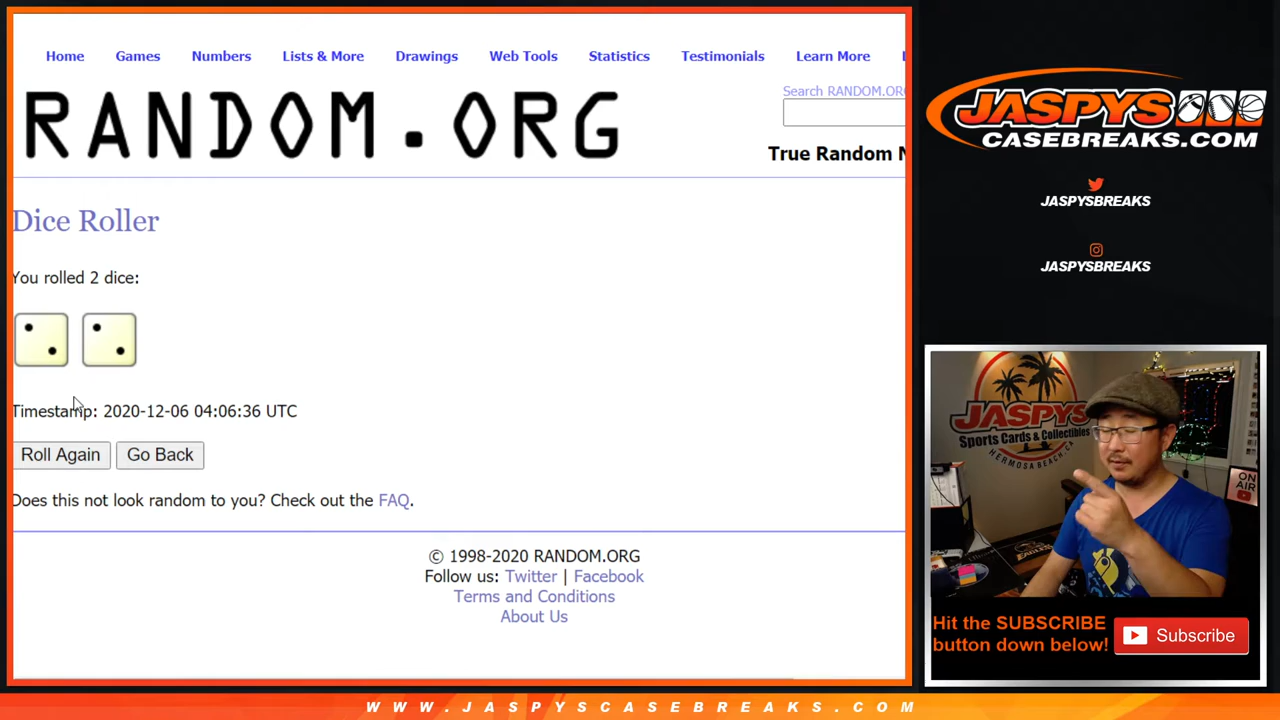 Home Games Numbers Lists & More Drawings Web Tools Statistics Testimonials Learn More
RANDOM.ORG
Search RANDOM.ORG
True Random N
Dice Roller
You rolled 2 dice:
Timestamp: 2020-12-06 04:06:36 UTC
Roll Again Go Back
Does this not look random to you? Check out the FAQ.
© 1998-2020 RANDOM.ORG
Follow us: Twitter | Facebook
Terms and Conditions
About Us
JASPYS
CASEBREAKS.COM
JASPYSBREAKS
JASPYSBREAKS
JASPYS
Sports Cards & Collectibles
HERMOSA BEACH, CA
ON
AIR
EAGLES
Hit the SUBSCRIBE
button down below!
Subscribe
WWW.JASPYSCASEBREAKS.COM